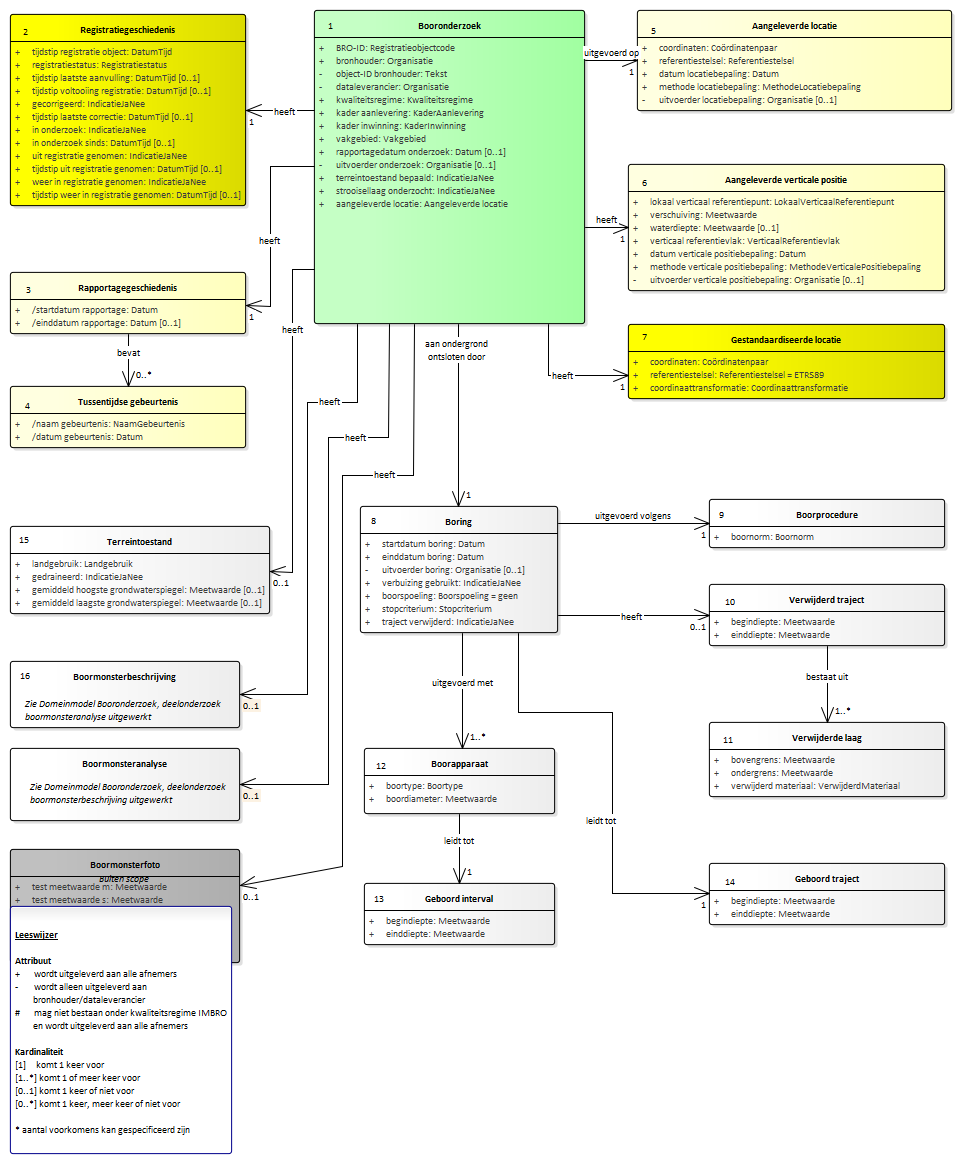 2
Registratiegeschiedenis
+ tijdstip registratie object: DatumTijd
+ registratiestatus: Registratiestatus
+ tijdstip laatste aanvulling: DatumTijd [0..1]
+ tijdstip voltooiing registratie: DatumTijd [0..1]
+ gecorrigeerd: IndicatieJaNee
+ tijdstip laatste correctie: DatumTijd [0..1]
+ in onderzoek: IndicatieJaNee
+ in onderzoek sinds: DatumTijd [0..1]
+ uit registratie genomen: IndicatieJaNee
+ tijdstip uit registratie genomen: DatumTijd [0..1]
+ weer in registratie genomen: IndicatieJaNee
+ tijdstip weer in registratie genomen: DatumTijd [0..1]
1
Booronderzoek
+ BRO-ID: Registratieobjectcode
+ bronhouder: Organisatie
- object-ID bronhouder: Tekst
- dataleverancier: Organisatie
+ kwaliteitsregime: Kwaliteitsregime
+ kader aanlevering: KaderAanlevering
+ kader inwinning: KaderInwinning
+ vakgebied: Vakgebied
+ rapportagedatum onderzoek: Datum [0..1]
- uitvoerder onderzoek: Organisatie [0..1]
+ terreintoestand bepaald: IndicatieJaNee
+ strooisellaag onderzocht: IndicatieJaNee
+ aangeleverde locatie: Aangeleverde locatie
uitgevoerd op
1
5
Aangeleverde locatie
+ coordinaten: Coördinatenpaar
+ referentiestelsel: Referentiestelsel
+ datum locatiebepaling: Datum
+ methode locatiebepaling: MethodeLocatiebepaling
- uitvoerder locatiebepaling: Organisatie [0..1]
heeft
1
heeft
1
6
Aangeleverde verticale positie
+ lokaal verticaal referentiepunt: LokaalVerticaalReferentiepunt
+ verschuiving: Meetwaarde
+ waterdiepte: Meetwaarde [0..1]
+ verticaal referentievlak: VerticaalReferentievlak
+ datum verticale positiebepaling: Datum
+ methode verticale positiebepaling: MethodeVerticalePositiebepaling
- uitvoerder verticale positiebepaling: Organisatie [0..1]
heeft
1
3
Rapportagegeschiedenis
+ /startdatum rapportage: Datum
+ /einddatum rapportage: Datum [0..1]
bevat
0..*
4
Tussentijdse gebeurtenis
+ /naam gebeurtenis: NaamGebeurtenis
+ /datum gebeurtenis: Datum
heeft
0..1
aan ondergrond
ontsloten door
1
heeft
1
7
Gestandaardiseerde locatie
+ coordinaten: Coördinatenpaar
+ referentiestelsel: Referentiestelsel = ETRS89
+ coordinaattransformatie: Coordinaattransformatie
heeft
0..1
heeft
0..1
heeft
0..1
15
Terreintoestand
+ landgebruik: Landgebruik
+ gedraineerd: IndicatieJaNee
+ gemiddeld hoogste grondwaterspiegel: Meetwaarde [0..1]
+ gemiddeld laagste grondwaterspiegel: Meetwaarde [0..1]
8
Boring
+ startdatum boring: Datum
+ einddatum boring: Datum
- uitvoerder boring: Organisatie [0..1]
+ verbuizing gebruikt: IndicatieJaNee
+ boorspoeling: Boorspoeling = geen
+ stopcriterium: Stopcriterium
+ traject verwijderd: IndicatieJaNee
uitgevoerd volgens
1
9
Boorprocedure
+ boornorm: Boornorm
heeft
0..1
10
Verwijderd traject
+ begindiepte: Meetwaarde
+ einddiepte: Meetwaarde
bestaat uit
1..*
11
Verwijderde laag
+ bovengrens: Meetwaarde
+ ondergrens: Meetwaarde
+ verwijderd materiaal: VerwijderdMateriaal
16
Boormonsterbeschrijving
Zie Domeinmodel Booronderzoek, deelonderzoek
boormonsteranalyse uitgewerkt
Boormonsteranalyse
Zie Domeinmodel Booronderzoek, deelonderzoek
boormonsterbeschrijving uitgewerkt
uitgevoerd met
1..*
12
Boorapparaat
+ boortype: Boortype
+ boordiameter: Meetwaarde
leidt tot
1
13
Geboord interval
+ begindiepte: Meetwaarde
+ einddiepte: Meetwaarde
leidt tot
1
14
Geboord traject
+ begindiepte: Meetwaarde
+ einddiepte: Meetwaarde
Boormonsterfoto
Buiten scope
+ test meetwaarde m: Meetwaarde
+ test meetwaarde s: Meetwaarde
Leeswijzer
Attribuut
+ wordt uitgeleverd aan alle afnemers
- wordt alleen uitgeleverd aan
bronhouder/dataleverancier
# mag niet bestaan onder kwaliteitsregime IMBRO
en wordt uitgeleverd aan alle afnemers
Kardinaliteit
[1] komt 1 keer voor
[1..*] komt 1 of meer keer voor
[0..1] komt 1 keer of niet voor
[0..*] komt 1 keer, meer keer of niet voor
* aantal voorkomens kan gespecificeerd zijn